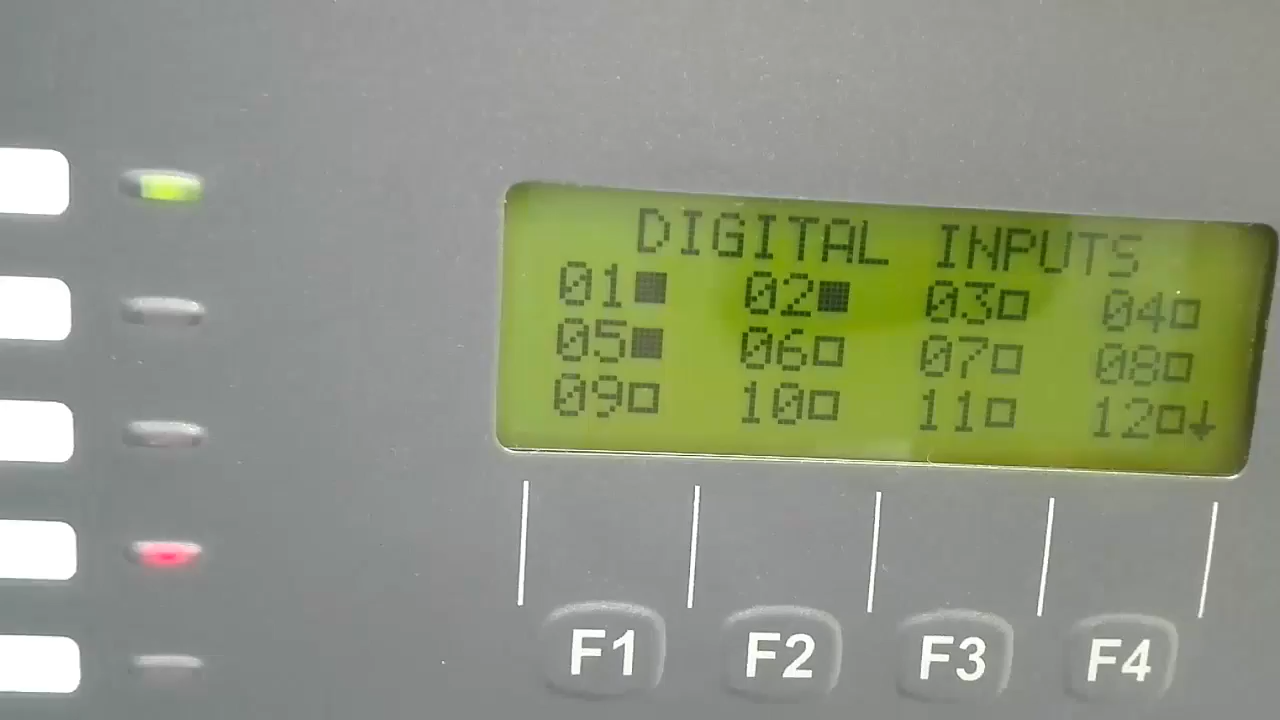 DIGITAL INPUTS
01■ 02■ 03□ 04□
05■ 06□ 07□ 08□
09□ 10□ 11□ 12□↓
F1 F2 F3 F4